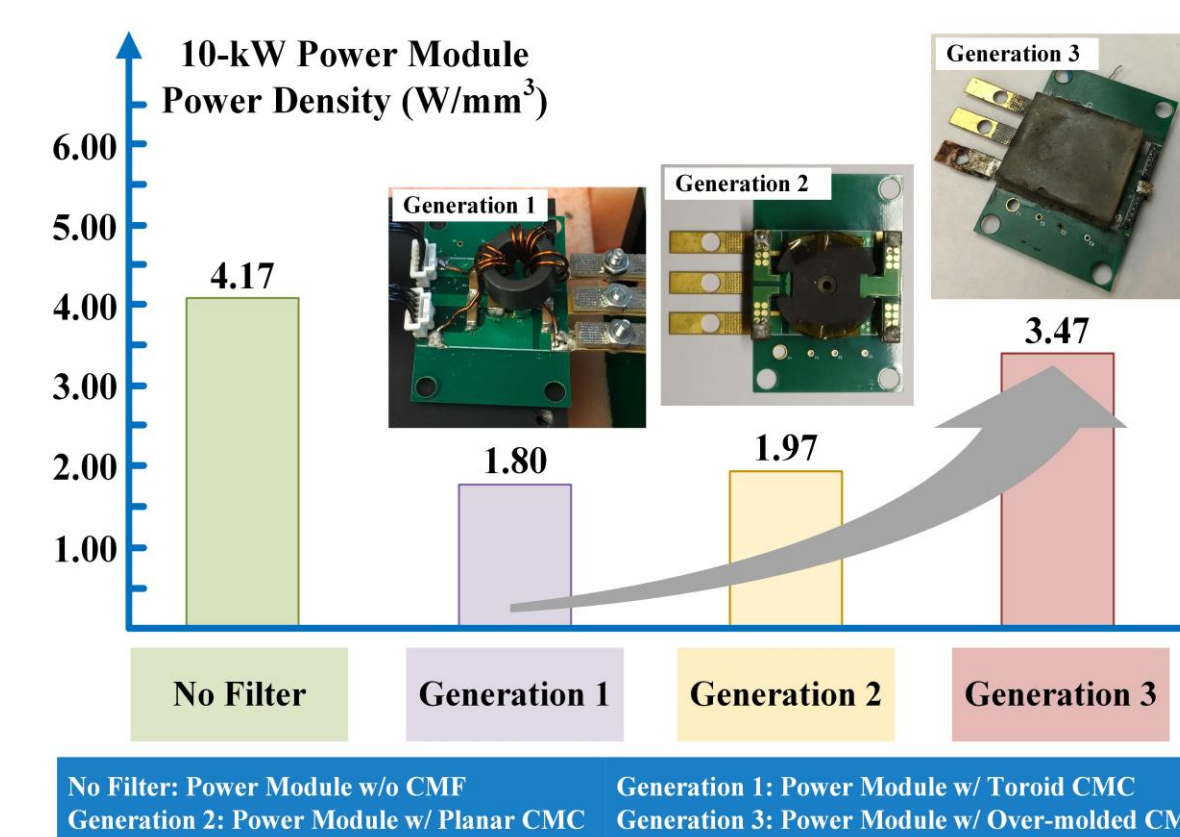 10-kW Power Module
Power Density (W/mm³)
6.00
5.00
4.00
3.00
2.00
1.00
4.17
1.80
1.97
3.47
Generation 1
Generation 2
Generation 3
No Filter
Generation 1
Generation 2
Generation 3
No Filter: Power Module w/o CMF
Generation 1: Power Module w/ Toroid CMC
Generation 2: Power Module w/ Planar CMC
Generation 3: Power Module w/ Over-molded